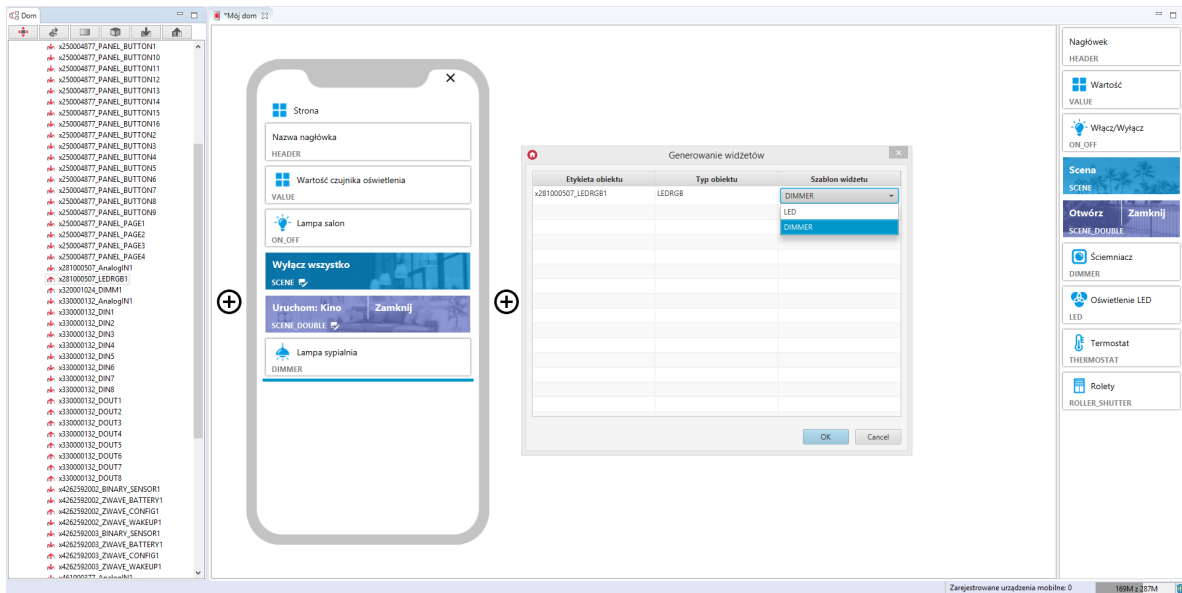 Dom
x250004877_PANEL_BUTTON1
x250004877_PANEL_BUTTON10
x250004877_PANEL_BUTTON11
x250004877_PANEL_BUTTON12
x250004877_PANEL_BUTTON13
x250004877_PANEL_BUTTON14
x250004877_PANEL_BUTTON15
x250004877_PANEL_BUTTON16
x250004877_PANEL_BUTTON2
x250004877_PANEL_BUTTON3
x250004877_PANEL_BUTTON4
x250004877_PANEL_BUTTON5
x250004877_PANEL_BUTTON6
x250004877_PANEL_BUTTON7
x250004877_PANEL_BUTTON8
x250004877_PANEL_BUTTON9
x250004877_PANEL_PAGE1
x250004877_PANEL_PAGE2
x250004877_PANEL_PAGE3
x250004877_PANEL_PAGE4
x281000507_AnalogIN1
x281000507_LEDRGB1
x320001024_DIMM1
x330000132_AnalogIN1
x330000132_DIN1
x330000132_DIN2
x330000132_DIN3
x330000132_DIN4
x330000132_DIN5
x330000132_DIN6
x330000132_DIN7
x330000132_DIN8
x330000132_DOUT1
x330000132_DOUT2
x330000132_DOUT3
x330000132_DOUT4
x330000132_DOUT5
x330000132_DOUT6
x330000132_DOUT7
x330000132_DOUT8
x4262592002_BINARY_SENSOR1
x4262592002_ZWAVE_BATTERY1
x4262592002_ZWAVE_CONFIG1
x4262592002_ZWAVE_WAKEUP1
x4262592003_BINARY_SENSOR1
x4262592003_ZWAVE_BATTERY1
x4262592003_ZWAVE_CONFIG1
x4262592003_ZWAVE_WAKEUP1
x461000377_AnalogIN1
*Mój dom
Strona
Nazwa nagłówka
HEADER
Wartość czujnika oświetlenia
VALUE
Lampa salon
ON_OFF
Wyłącz wszystko
SCENE
Uruchom: Kino Zamknij
SCENE_DOUBLE
Lampa sypialnia
DIMMER
Generowanie widżetów
Etykieta obiektu Typ obiektu Szablon widżetu
x281000507_LEDRGB1 LEDRGB DIMMER
LED
DIMMER
OK Cancel
Nagłówek
HEADER
Wartość
VALUE
Włącz/Wyłącz
ON_OFF
Scena
SCENE
Otwórz Zamknij
SCENE_DOUBLE
Ściemniacz
DIMMER
Oświetlenie LED
LED
Termostat
THERMOSTAT
Rolety
ROLLER_SHUTTER
Zarejestrowane urządzenia mobilne: 0 169M z 287M